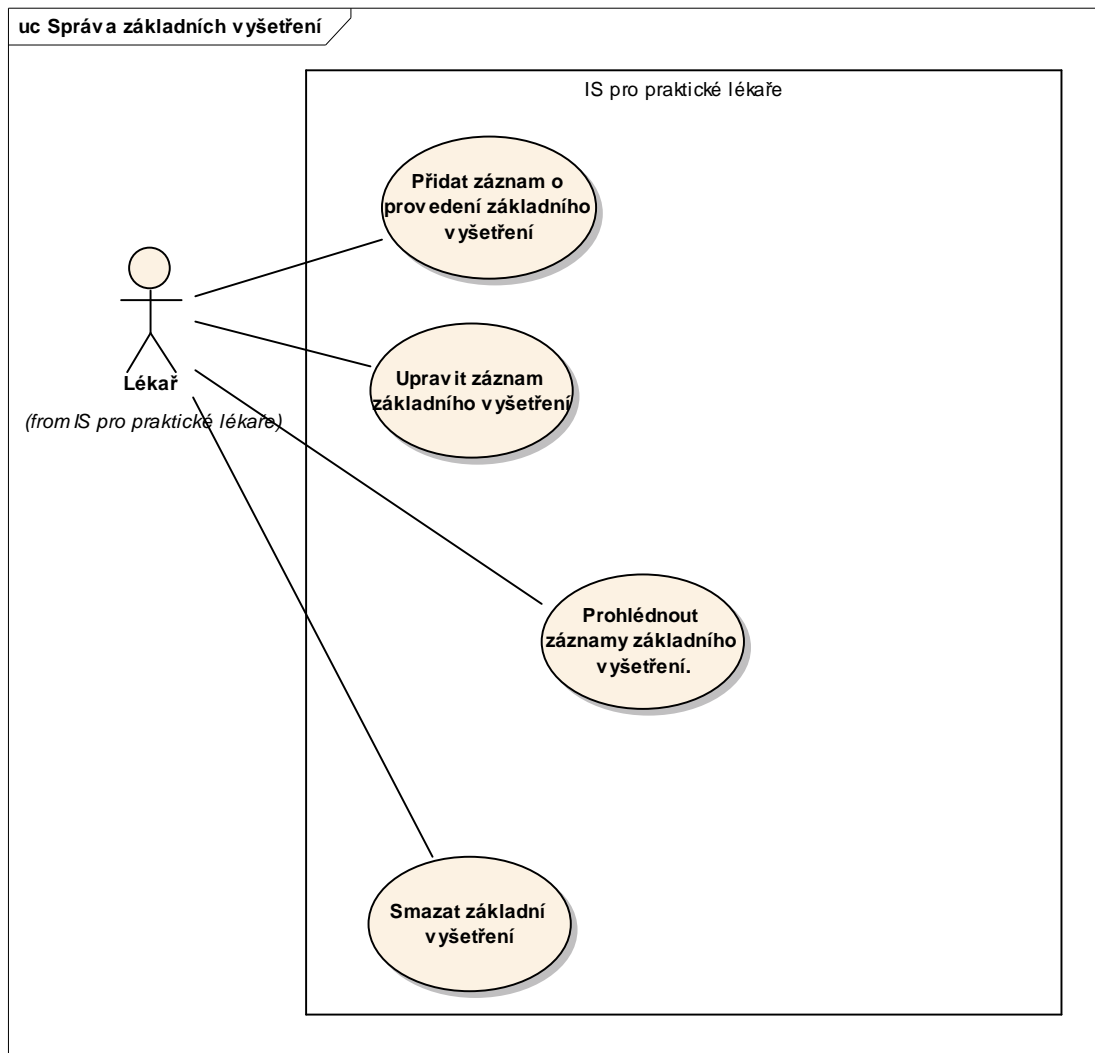 uc Správa základních vyšetření
IS pro praktické lékaře
Přidat záznam o
provedení základního
vyšetření
Lékař
(from IS pro praktické lékaře)
Upravit záznam
základního vyšetření
Prohlédnout
záznamy základního
vyšetření.
Smazat základní
vyšetření